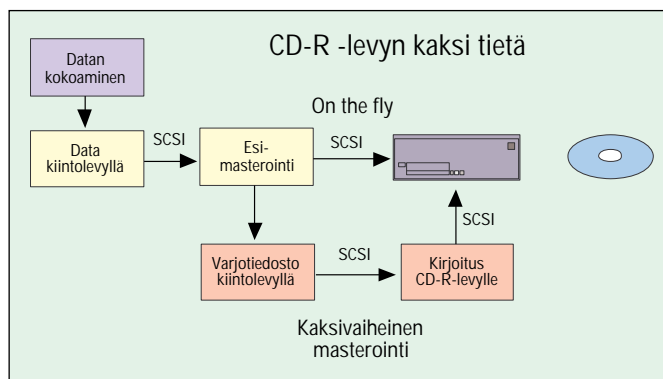 CD-R -levyn kaksi tietä
Datan
kokoaminen
On the fly
Data
kiintolevyllä
SCSI
Esi-
masterointi
SCSI
SCSI
Varjotiedosto
kiintolevyllä
SCSI
Kirjoitus
CD-R-levylle
Kaksivaiheinen
masterointi